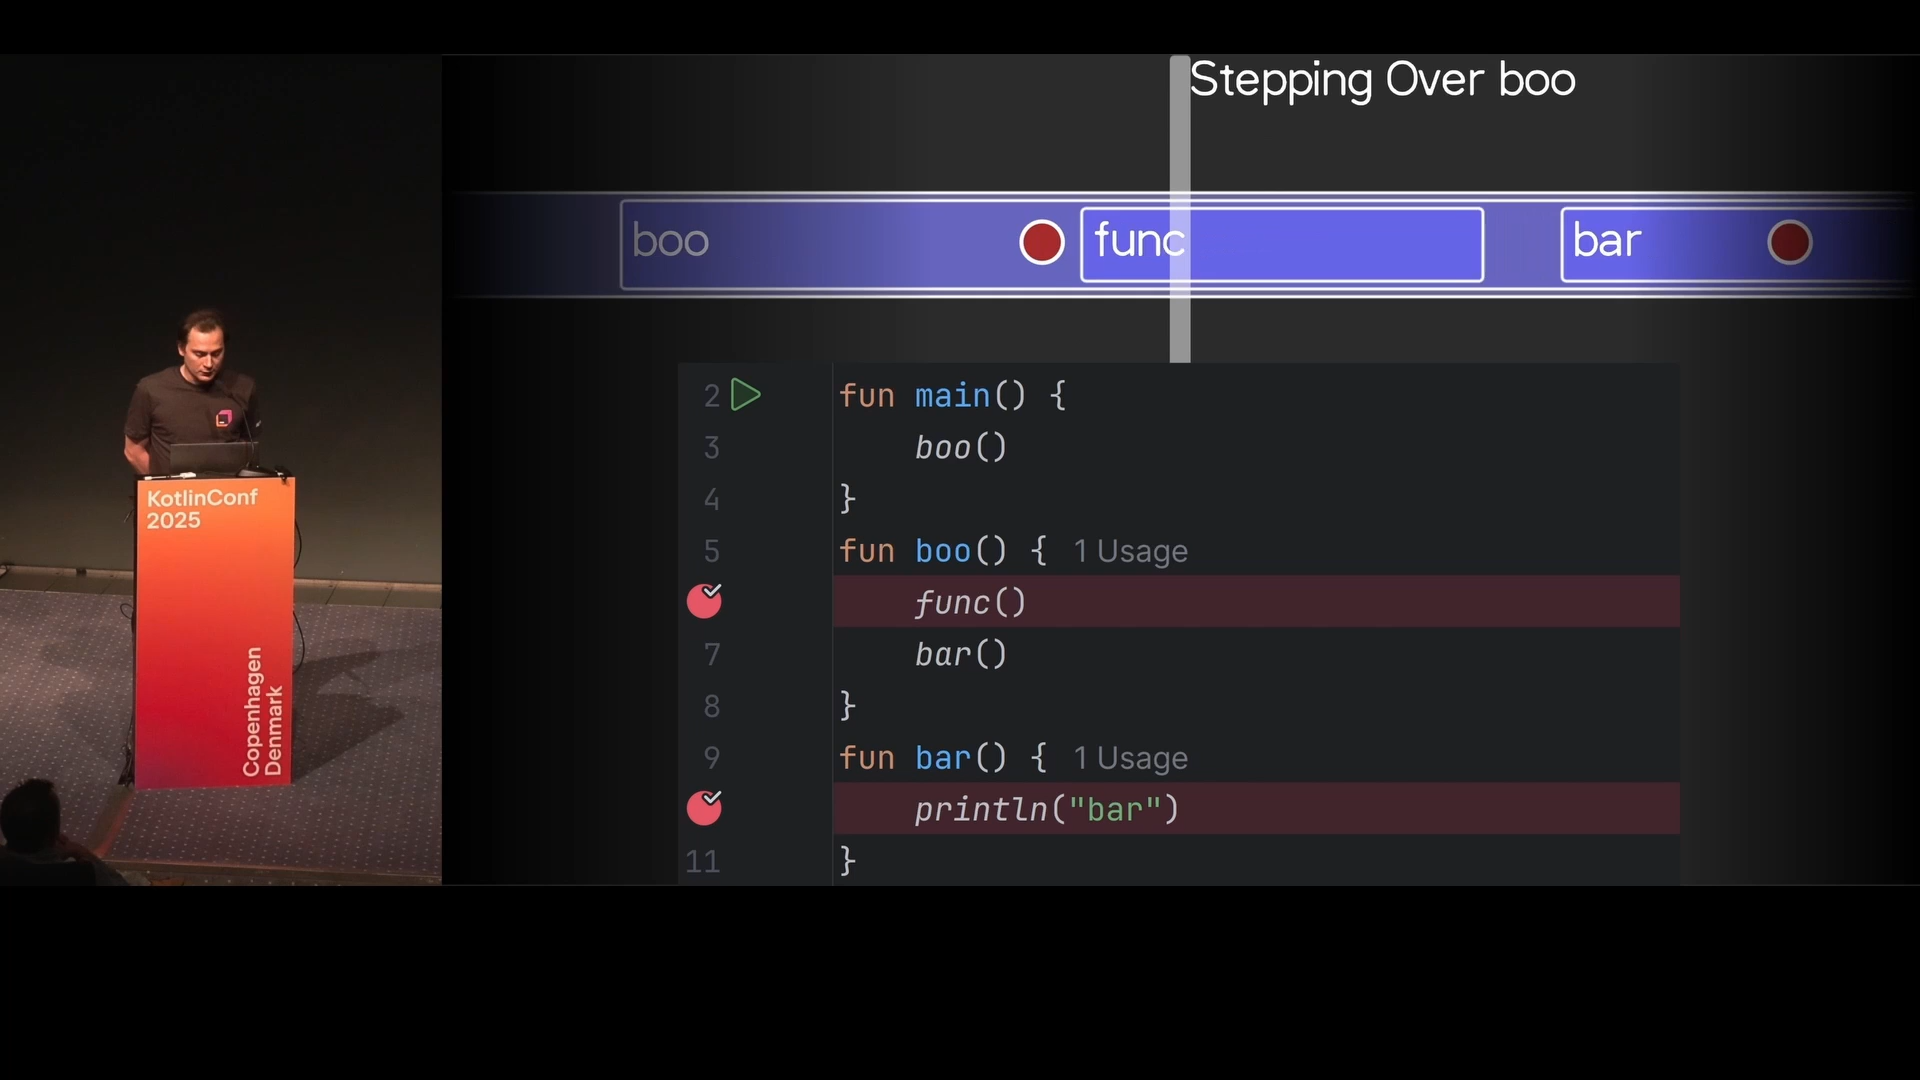 KotlinConf
2025
Copenhagen
Denmark
Stepping Over boo
boo
func
bar
2 fun main() {
3 boo()
4 }
5 fun boo() { 1 Usage
func()
7 bar()
8 }
9 fun bar() { 1 Usage
println("bar")
11 }